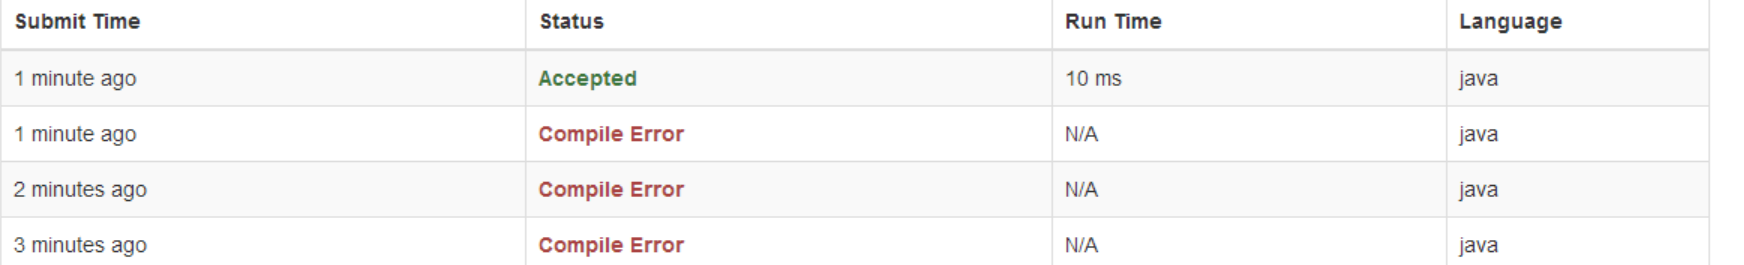 Submit Time Status Run Time Language
1 minute ago Accepted 10 ms java
1 minute ago Compile Error N/A java
2 minutes ago Compile Error N/A java
3 minutes ago Compile Error N/A java